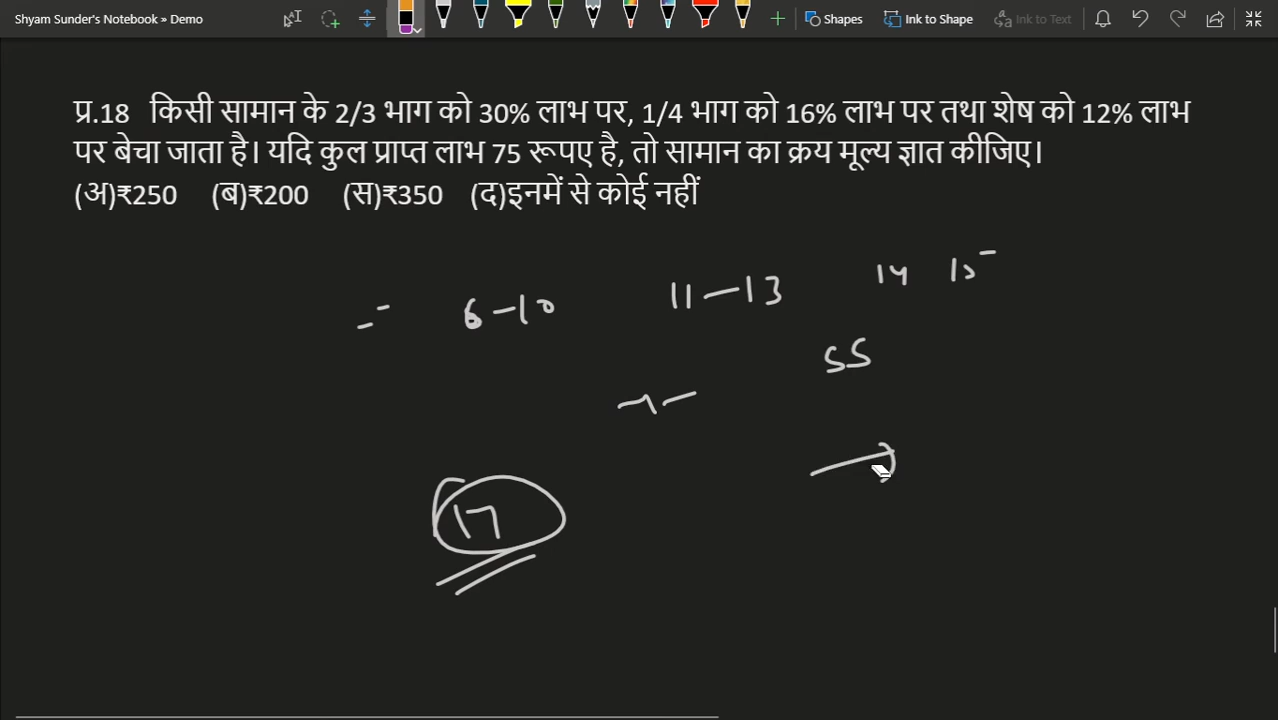 Shyam Sunder's Notebook » Demo
Shapes Ink to Shape Ink to Text
प्र.18 किसी सामान के 2/3 भाग को 30% लाभ पर, 1/4 भाग को 16% लाभ पर तथा शेष को 12% लाभ
पर बेचा जाता है। यदि कुल प्राप्त लाभ 75 रूपए है, तो सामान का क्रय मूल्य ज्ञात कीजिए।
(अ)₹250 (ब)₹200 (स)₹350 (द)इनमें से कोई नहीं
6-10 11-13 14
SS
17